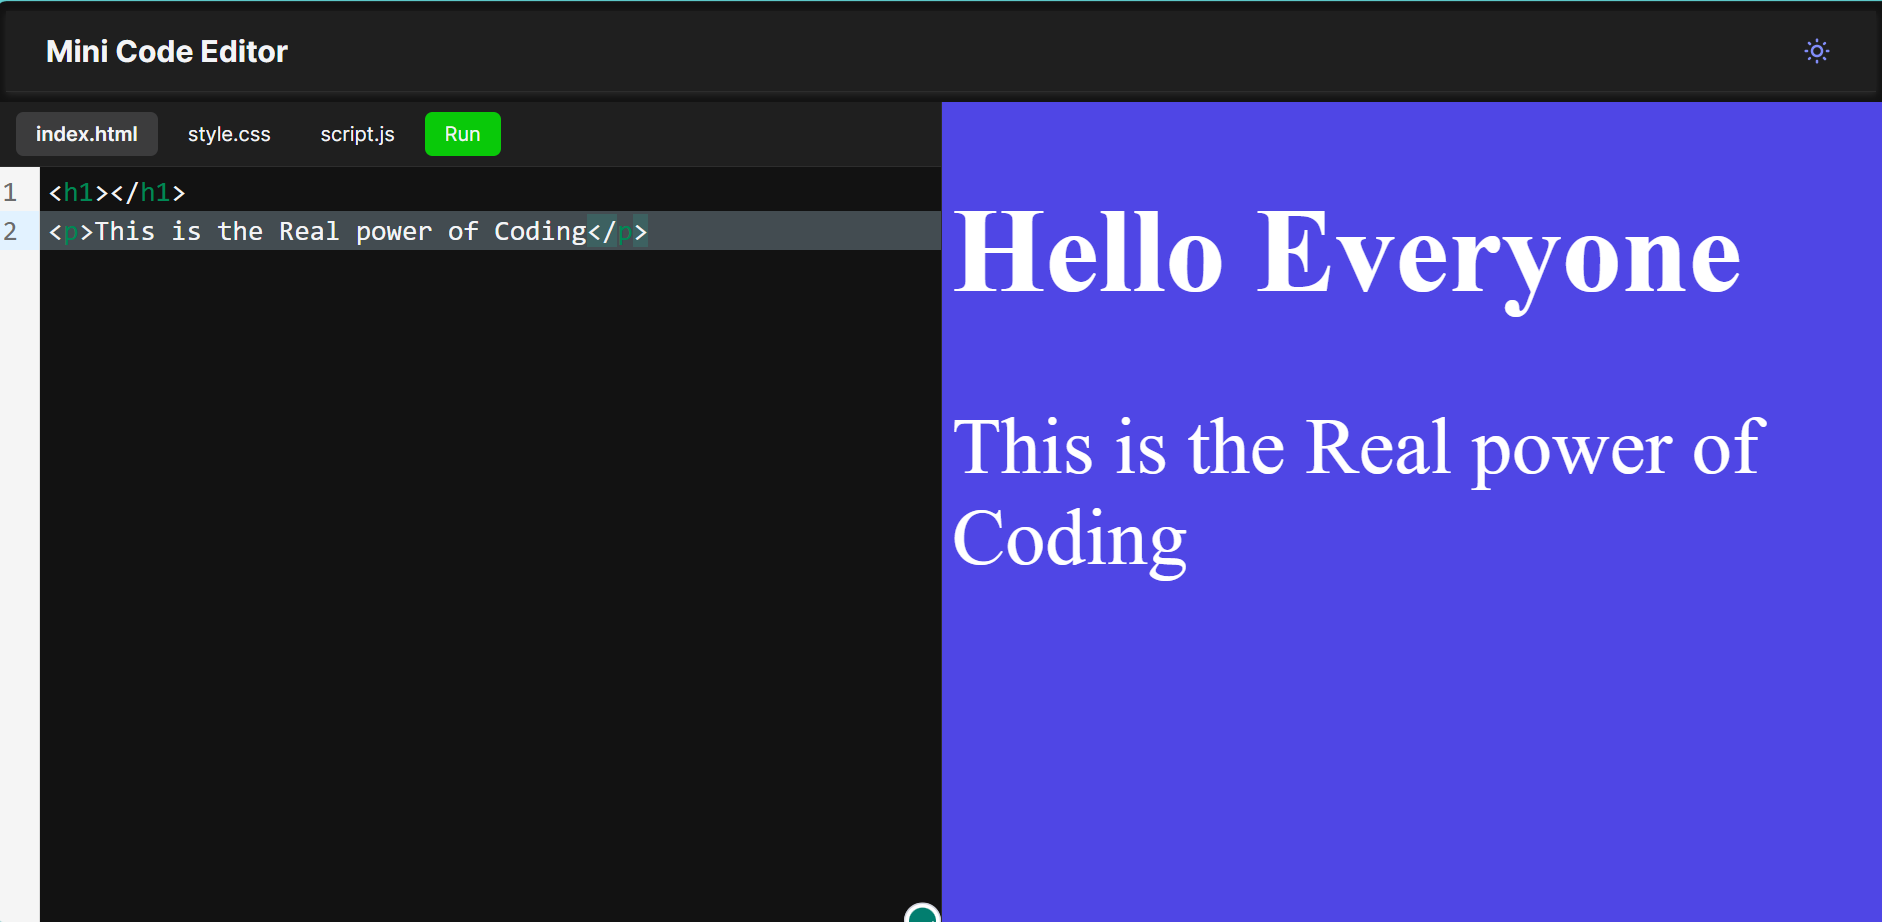 Mini Code Editor
index.html style.css script.js Run
1 <h1></h1>
2 <p>This is the Real power of Coding</p>
Hello Everyone
This is the Real power of
Coding